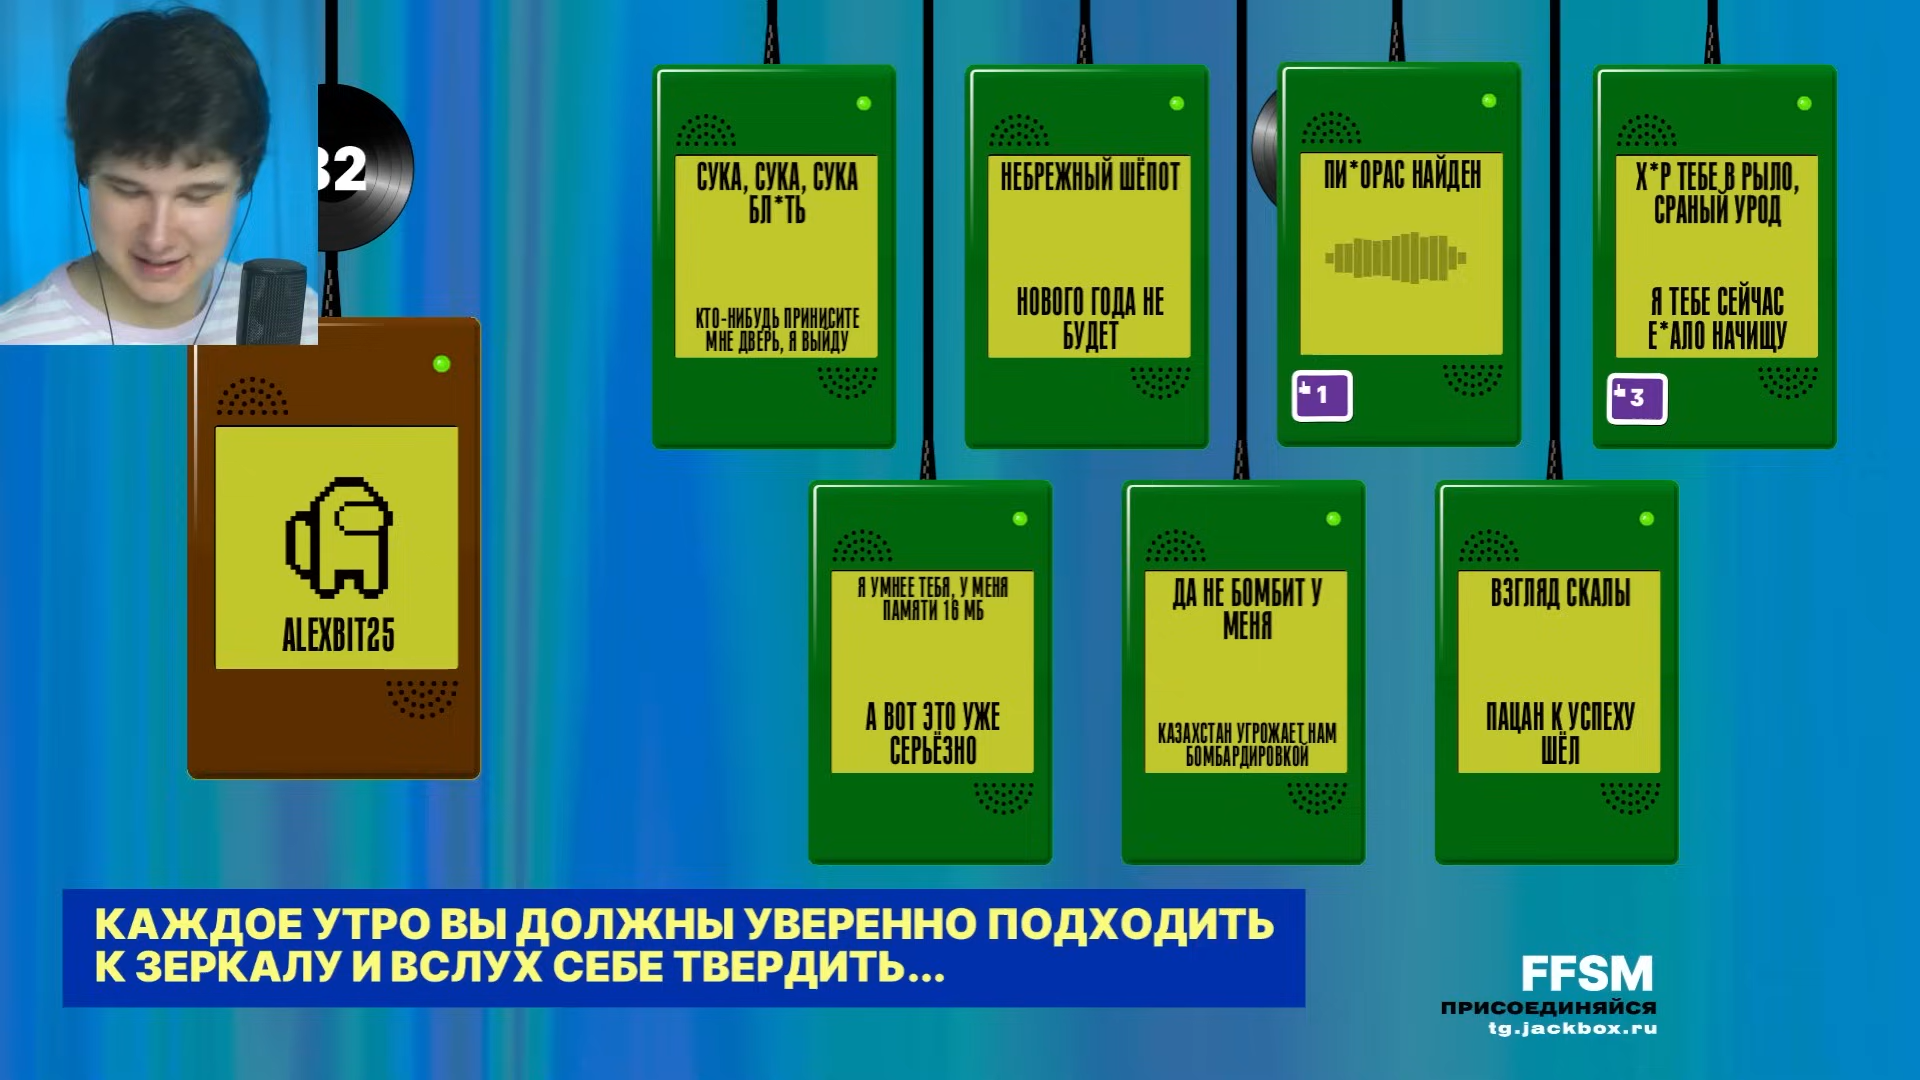 32
СУКА, СУКА, СУКА
БЛ*ТЬ
КТО-НИБУДЬ ПРИНИСИТЕ
МНЕ ДВЕРЬ, Я ВЫЙДУ
НЕБРЕЖНЫЙ ШЁПОТ
НОВОГО ГОДА НЕ
БУДЕТ
ПИ*ОРАС НАЙДЕН
1
Х*Р ТЕБЕ В РЫЛО,
СРАНЫЙ УРОД
Я ТЕБЕ СЕЙЧАС
Е*АЛО НАЧИЩУ
3
ALEXBIT25
Я УМНЕЕ ТЕБЯ, У МЕНЯ
ПАМЯТИ 16 МБ
А ВОТ ЭТО УЖЕ
СЕРЬЁЗНО
ДА НЕ БОМБИТ У
МЕНЯ
КАЗАХСТАН УГРОЖАЕТ НАМ
БОМБАРДИРОВКОЙ
ВЗГЛЯД СКАЛЫ
ПАЦАН К УСПЕХУ
ШЁЛ
КАЖДОЕ УТРО ВЫ ДОЛЖНЫ УВЕРЕННО ПОДХОДИТЬ
К ЗЕРКАЛУ И ВСЛУХ СЕБЕ ТВЕРДИТЬ...
FFSM
ПРИСОЕДИНЯЙСЯ
tg.jackbox.ru